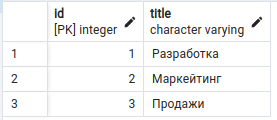 id title
[PK] integer character varying
1 1 Разработка
2 2 Маркейтинг
3 3 Продажи